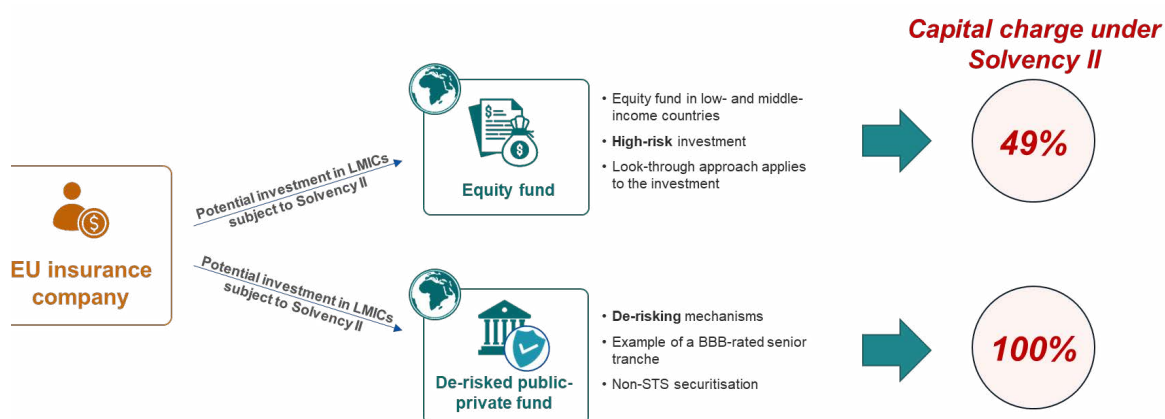 Capital charge under
Solvency II
• Equity fund in low- and middle-
income countries
• High-risk investment
• Look-through approach applies
to the investment
49%
Equity fund
Potential investment in LMICs
subject to Solvency II
$
$
$
EU insurance
company
Potential investment in LMICs
subject to Solvency II
• De-risking mechanisms
• Example of a BBB-rated senior
tranche
• Non-STS securitisation
100%
De-risked public-
private fund